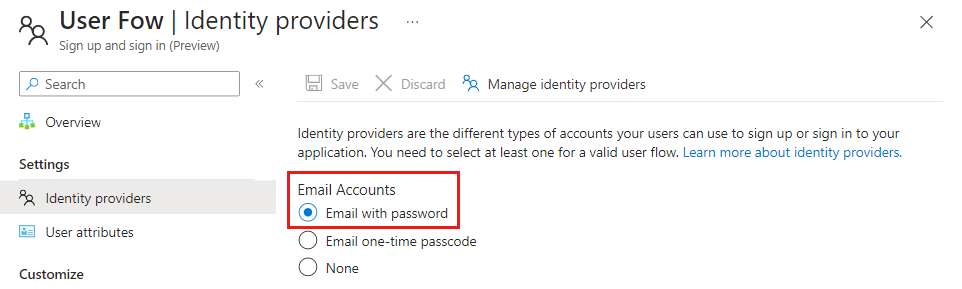 User Fow | Identity providers ...
Sign up and sign in (Preview)
Search
Overview
Settings
Identity providers
User attributes
Customize
Save Discard Manage identity providers
Identity providers are the different types of accounts your users can use to sign up or sign in to your
application. You need to select at least one for a valid user flow. Learn more about identity providers.
Email Accounts
Email with password
Email one-time passcode
None